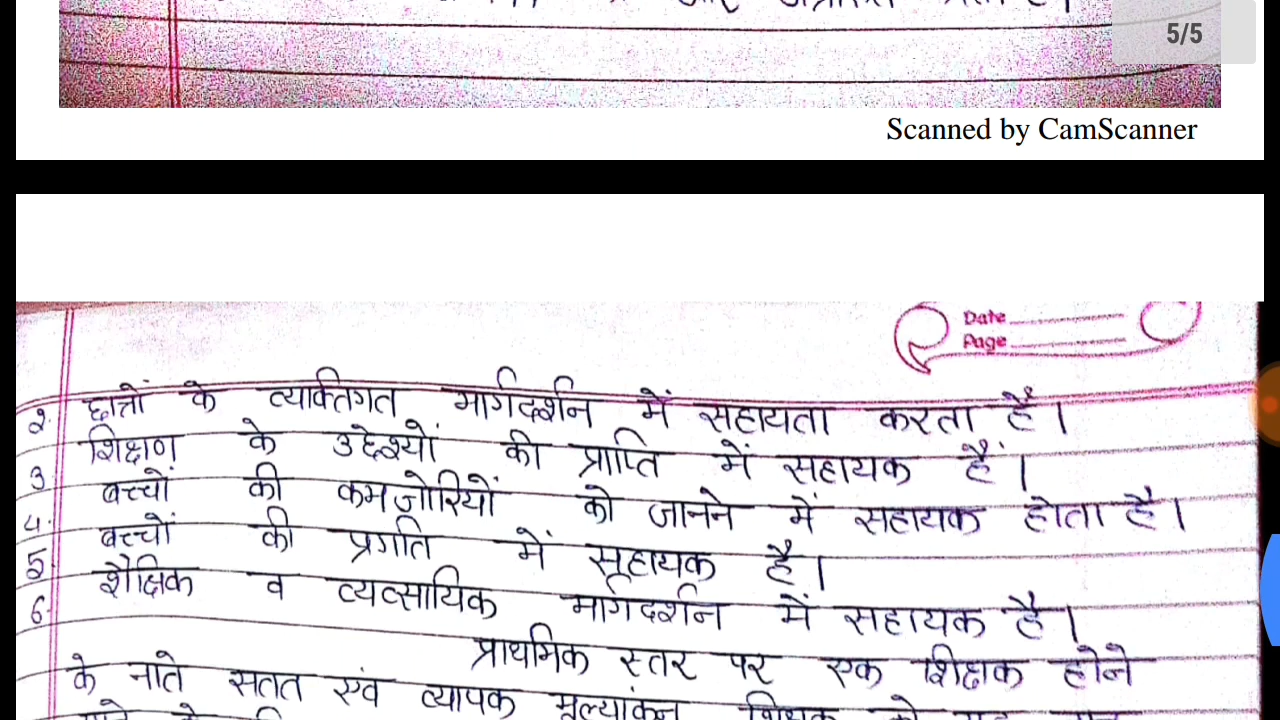 5/5
Scanned by CamScanner
Date
Page
2. छात्रों के व्यक्तिगत मार्गदर्शन में सहायता करता है।
3. शिक्षण के उद्देश्यों की प्राप्ति में सहायक है।
4. बच्चों की कमजोरियों को जानने में सहायक होता है।
5 बच्चों की प्रगति में सहायक है।
6. शैक्षिक व व्यवसायिक मार्गदर्शन में सहायक है।
प्राथमिक स्तर पर एक शिक्षक होने
के नाते सतत एवं व्यापक मूल्यांकन